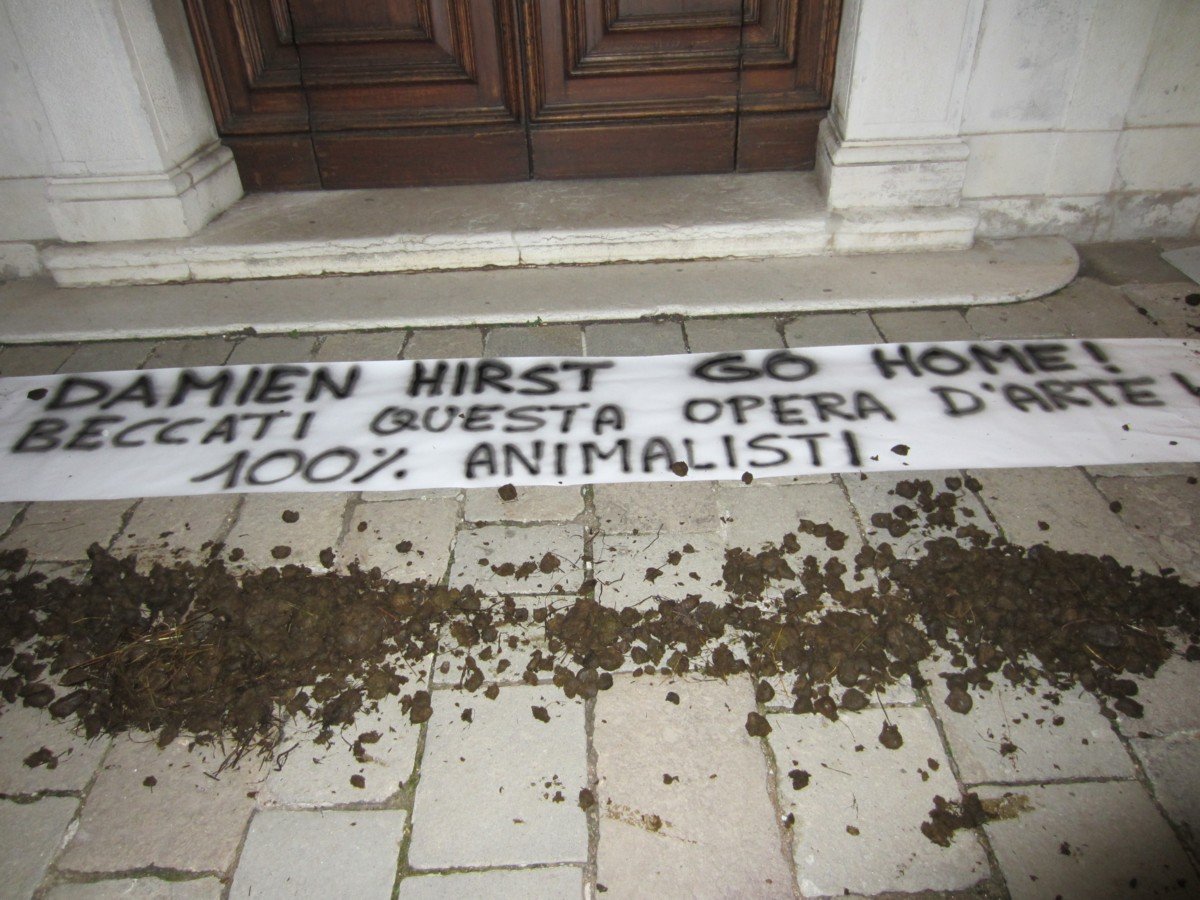 DAMIEN HIRST GO HOME!
BECCATI QUESTA OPERA D'ARTE!
100% ANIMALISTI